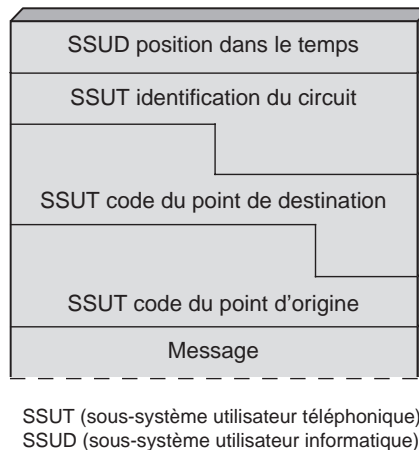 SSUD position dans le temps
SSUT identification du circuit
SSUT code du point de destination
SSUT code du point d'origine
Message
SSUT (sous-système utilisateur téléphonique)
SSUD (sous-système utilisateur informatique)